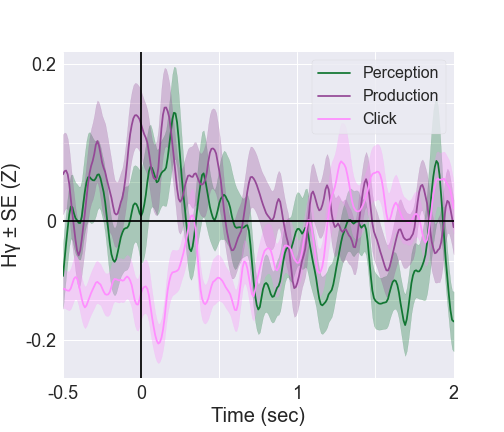 0.2
0
-0.2
Hγ ± SE (Z)
Perception
Production
Click
-0.5
0
1
2
Time (sec)